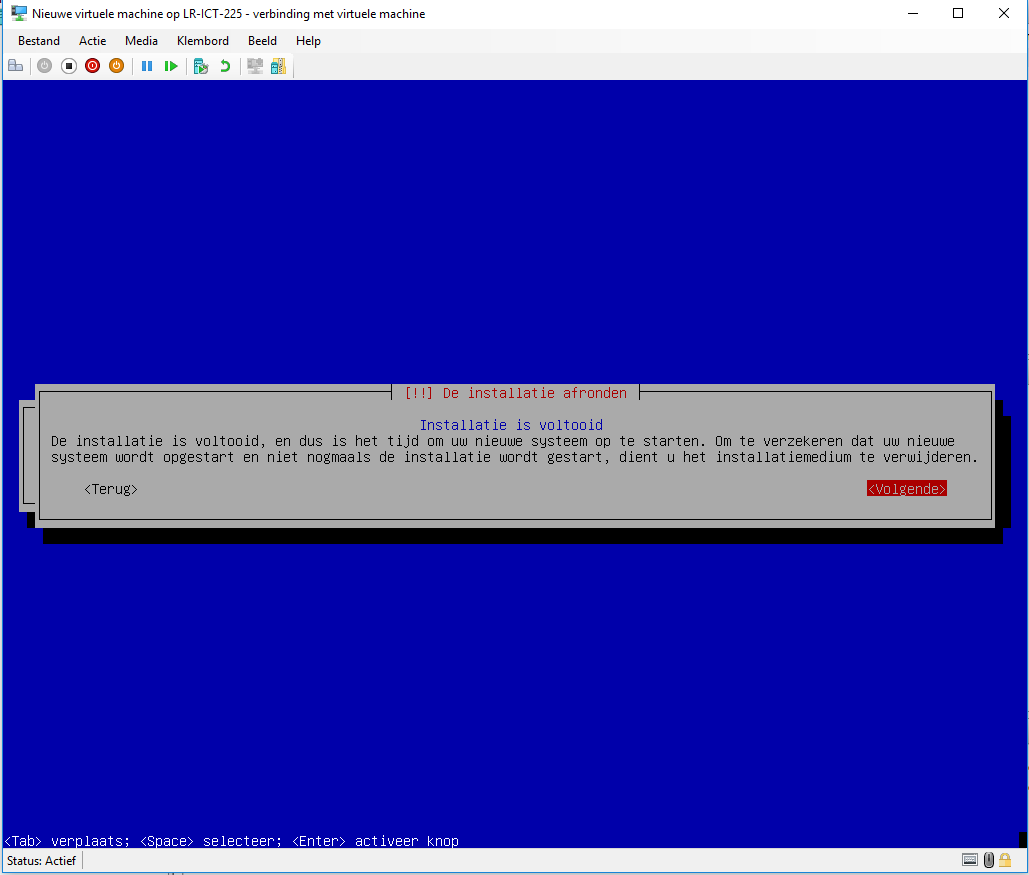 Nieuwe virtuele machine op LR-ICT-225 - verbinding met virtuele machine
Bestand Actie Media Klembord Beeld Help
[!!] De installatie afronden
Installatie is voltooid
De installatie is voltooid, en dus is het tijd om uw nieuwe systeem op te starten. Om te verzekeren dat uw nieuwe
systeem wordt opgestart en niet nogmaals de installatie wordt gestart, dient u het installatiemedium te verwijderen.
<Terug> <Volgende>
<Tab> verplaats; <Space> selecteer; <Enter> activeer knop
Status: Actief